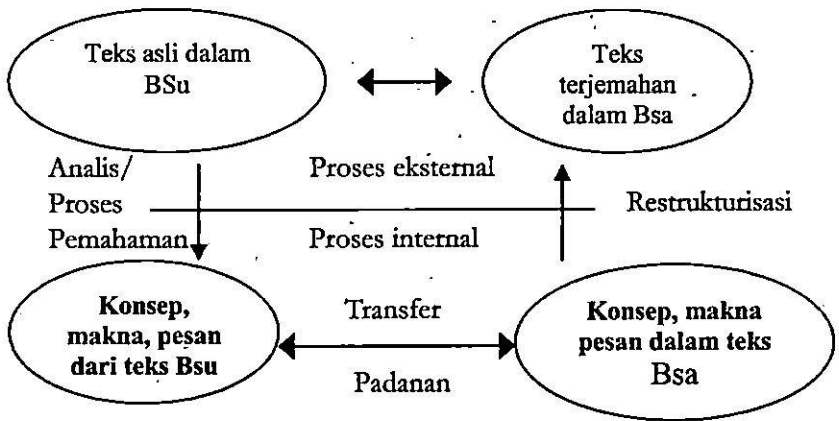 Teks asli dalam
BSu
Teks
terjemahan
dalam Bsa
Analis/
Proses
Pemahaman
Proses eksternal
Proses internal
Restrukturisasi
Konsep,
makna, pesan
dari teks Bsu
Transfer
Padanan
Konsep, makna
pesan dalam teks
Bsa